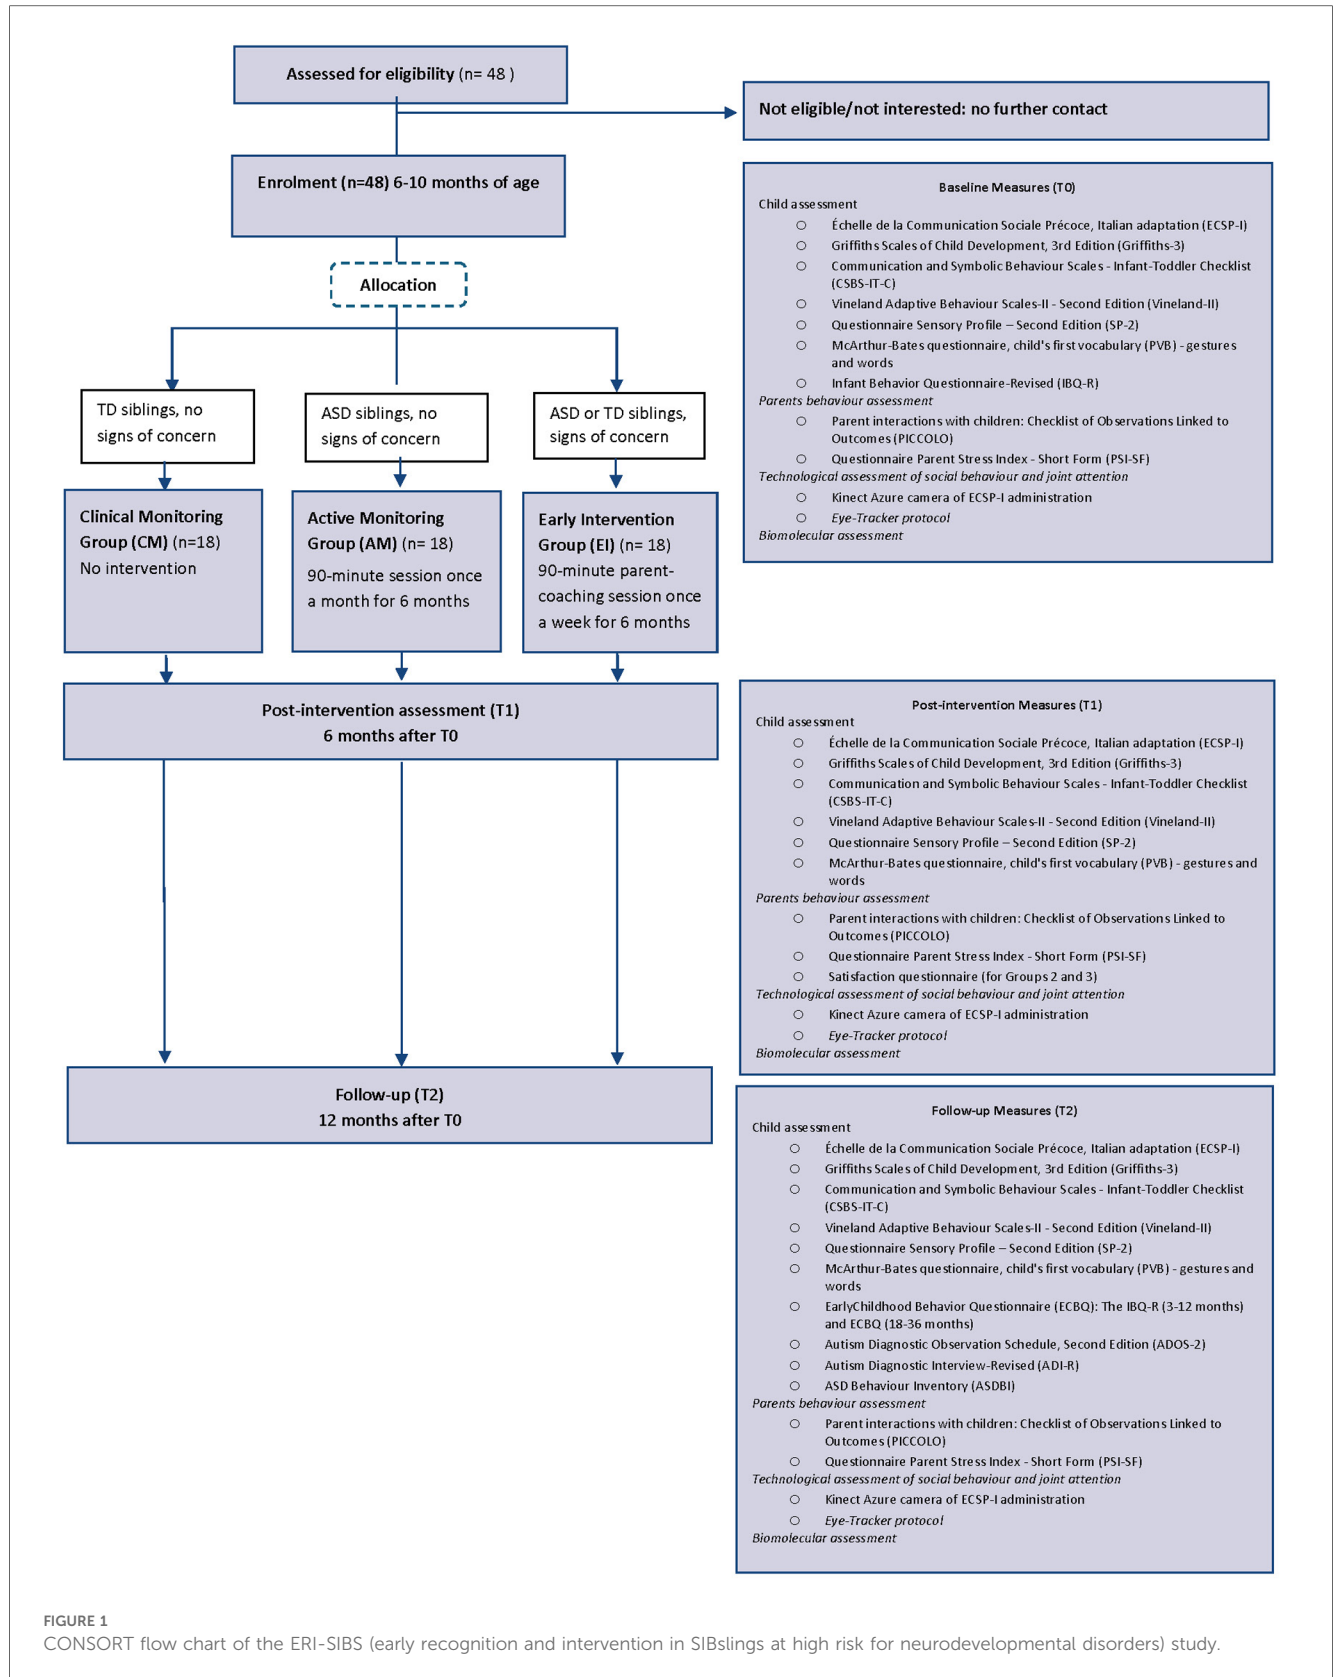 Assessed for eligibility (n= 48 )
Not eligible/not interested: no further contact
Enrolment (n=48) 6-10 months of age
Allocation
TD siblings, no
signs of concern
ASD siblings, no
signs of concern
ASD or TD siblings,
signs of concern
Clinical Monitoring
Group (CM) (n=18)
No intervention
Active Monitoring
Group (AM) (n= 18)
90-minute session once
a month for 6 months
Early Intervention
Group (EI) (n= 18)
90-minute parent-
coaching session once
a week for 6 months
Post-intervention assessment (T1)
6 months after T0
Follow-up (T2)
12 months after T0
Baseline Measures (T0)
Child assessment
○ Échelle de la Communication Sociale Précoce, Italian adaptation (ECSP-I)
○ Griffiths Scales of Child Development, 3rd Edition (Griffiths-3)
○ Communication and Symbolic Behaviour Scales - Infant-Toddler Checklist
(CSBS-IT-C)
○ Vineland Adaptive Behaviour Scales-II - Second Edition (Vineland-II)
○ Questionnaire Sensory Profile – Second Edition (SP-2)
○ McArthur-Bates questionnaire, child's first vocabulary (PVB) - gestures
and words
○ Infant Behavior Questionnaire-Revised (IBQ-R)
Parents behaviour assessment
○ Parent interactions with children: Checklist of Observations Linked to
Outcomes (PICCOLO)
○ Questionnaire Parent Stress Index - Short Form (PSI-SF)
Technological assessment of social behaviour and joint attention
○ Kinect Azure camera of ECSP-I administration
○ Eye-Tracker protocol
Biomolecular assessment
Post-intervention Measures (T1)
Child assessment
○ Échelle de la Communication Sociale Précoce, Italian adaptation (ECSP-I)
○ Griffiths Scales of Child Development, 3rd Edition (Griffiths-3)
○ Communication and Symbolic Behaviour Scales - Infant-Toddler Checklist
(CSBS-IT-C)
○ Vineland Adaptive Behaviour Scales-II - Second Edition (Vineland-II)
○ Questionnaire Sensory Profile – Second Edition (SP-2)
○ McArthur-Bates questionnaire, child's first vocabulary (PVB) - gestures and
words
Parents behaviour assessment
○ Parent interactions with children: Checklist of Observations Linked to
Outcomes (PICCOLO)
○ Questionnaire Parent Stress Index - Short Form (PSI-SF)
○ Satisfaction questionnaire (for Groups 2 and 3)
Technological assessment of social behaviour and joint attention
○ Kinect Azure camera of ECSP-I administration
○ Eye-Tracker protocol
Biomolecular assessment
Follow-up Measures (T2)
Child assessment
○ Échelle de la Communication Sociale Précoce, Italian adaptation (ECSP-I)
○ Griffiths Scales of Child Development, 3rd Edition (Griffiths-3)
○ Communication and Symbolic Behaviour Scales - Infant-Toddler Checklist
(CSBS-IT-C)
○ Vineland Adaptive Behaviour Scales-II - Second Edition (Vineland-II)
○ Questionnaire Sensory Profile – Second Edition (SP-2)
○ McArthur-Bates questionnaire, child's first vocabulary (PVB) - gestures and
words
○ EarlyChildhood Behavior Questionnaire (ECBQ): The IBQ-R (3-12 months)
and ECBQ (18-36 months)
○ Autism Diagnostic Observation Schedule, Second Edition (ADOS-2)
○ Autism Diagnostic Interview-Revised (ADI-R)
○ ASD Behaviour Inventory (ASDBI)
Parents behaviour assessment
○ Parent interactions with children: Checklist of Observations Linked to
Outcomes (PICCOLO)
○ Questionnaire Parent Stress Index - Short Form (PSI-SF)
Technological assessment of social behaviour and joint attention
○ Kinect Azure camera of ECSP-I administration
○ Eye-Tracker protocol
Biomolecular assessment
FIGURE 1
CONSORT flow chart of the ERI-SIBS (early recognition and intervention in SIBslings at high risk for neurodevelopmental disorders) study.